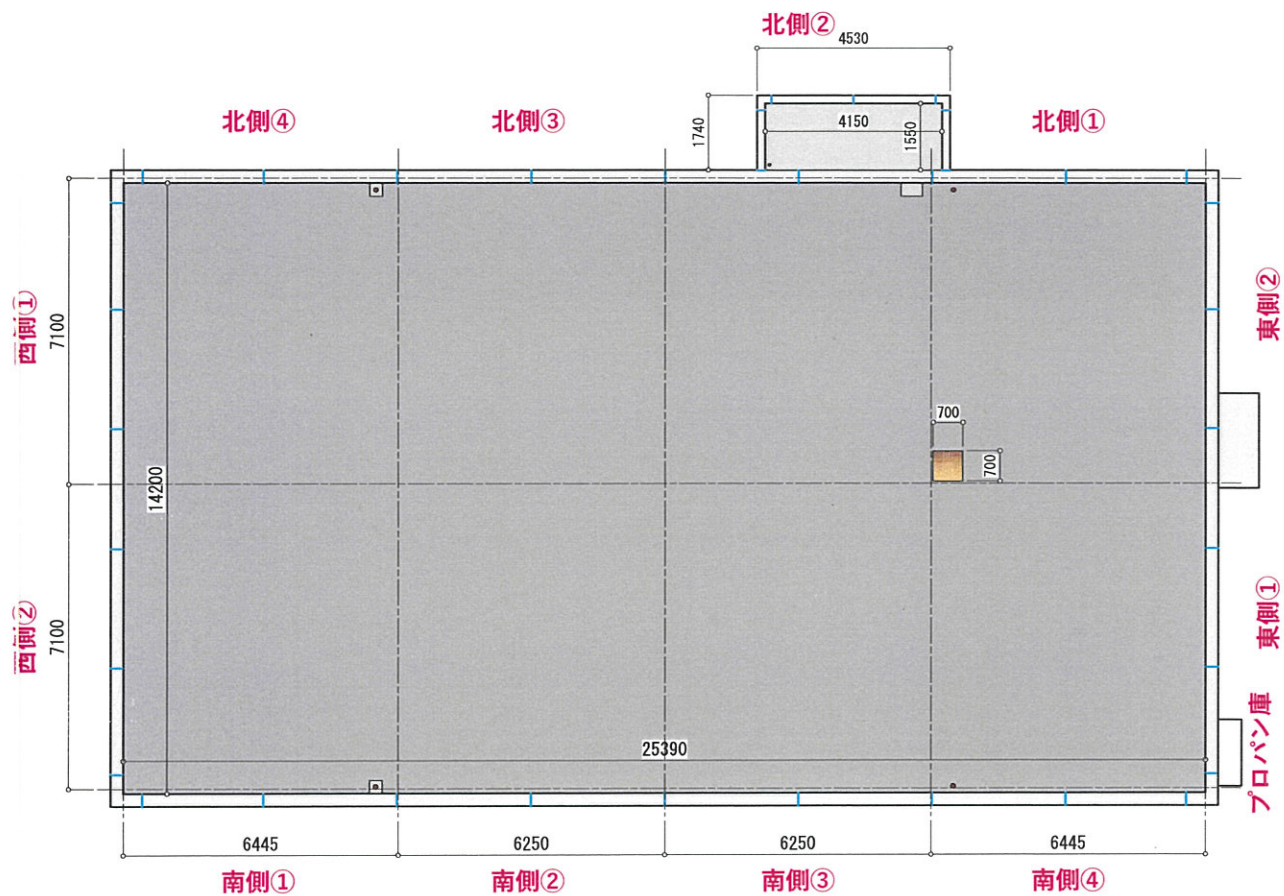 北側②
4530
北側④
北側③
北側①
1740
4150
1550
西側①
7100
東側②
700
700
14200
西側②
7100
東側①
プロパン庫
25390
6445
6250
6250
6445
南側①
南側②
南側③
南側④